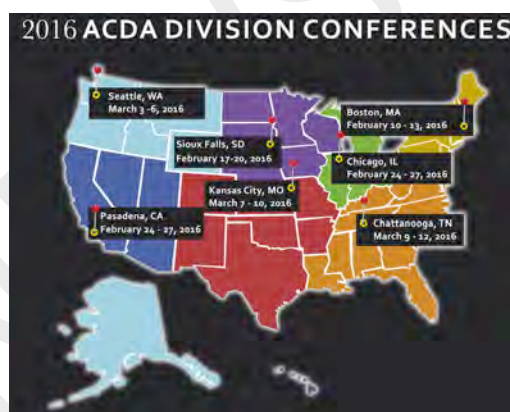 2016 ACDA DIVISION CONFERENCES
Seattle, WA
March 3 -6, 2016
Boston, MA
February 10 - 13, 2016
Sioux Falls, SD
February 17-20, 2016
Chicago, IL
February 24 - 27, 2016
Kansas City, MO
March 7 - 10, 2016
Pasadena, CA
February 24 - 27, 2016
Chattanooga, TN
March 9 - 12, 2016